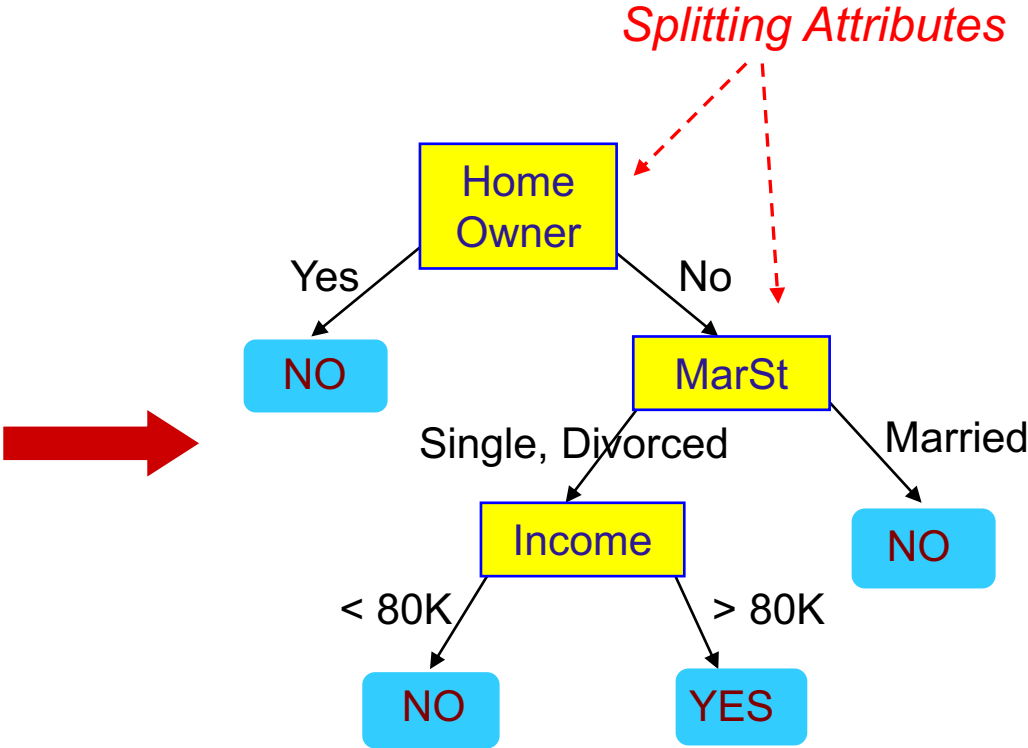 Splitting Attributes
Home
Owner
Yes
No
NO
MarSt
Single, Divorced
Married
Income
NO
< 80K
> 80K
NO
YES